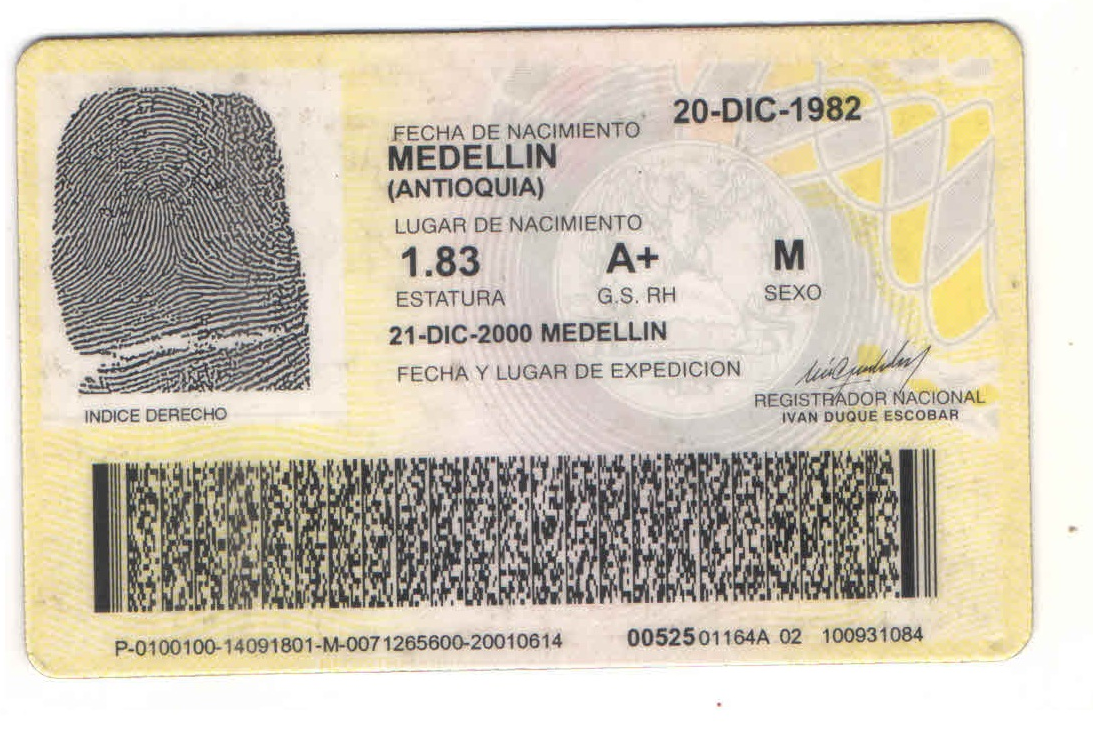 20-DIC-1982
FECHA DE NACIMIENTO
MEDELLIN
(ANTIOQUIA)
LUGAR DE NACIMIENTO
1.83 A+ M
ESTATURA G.S. RH SEXO
21-DIC-2000 MEDELLIN
FECHA Y LUGAR DE EXPEDICION
REGISTRADOR NACIONAL
IVAN DUQUE ESCOBAR
INDICE DERECHO
P-0100100-14091801-M-0071265600-20010614 00525 01164A 02 100931084